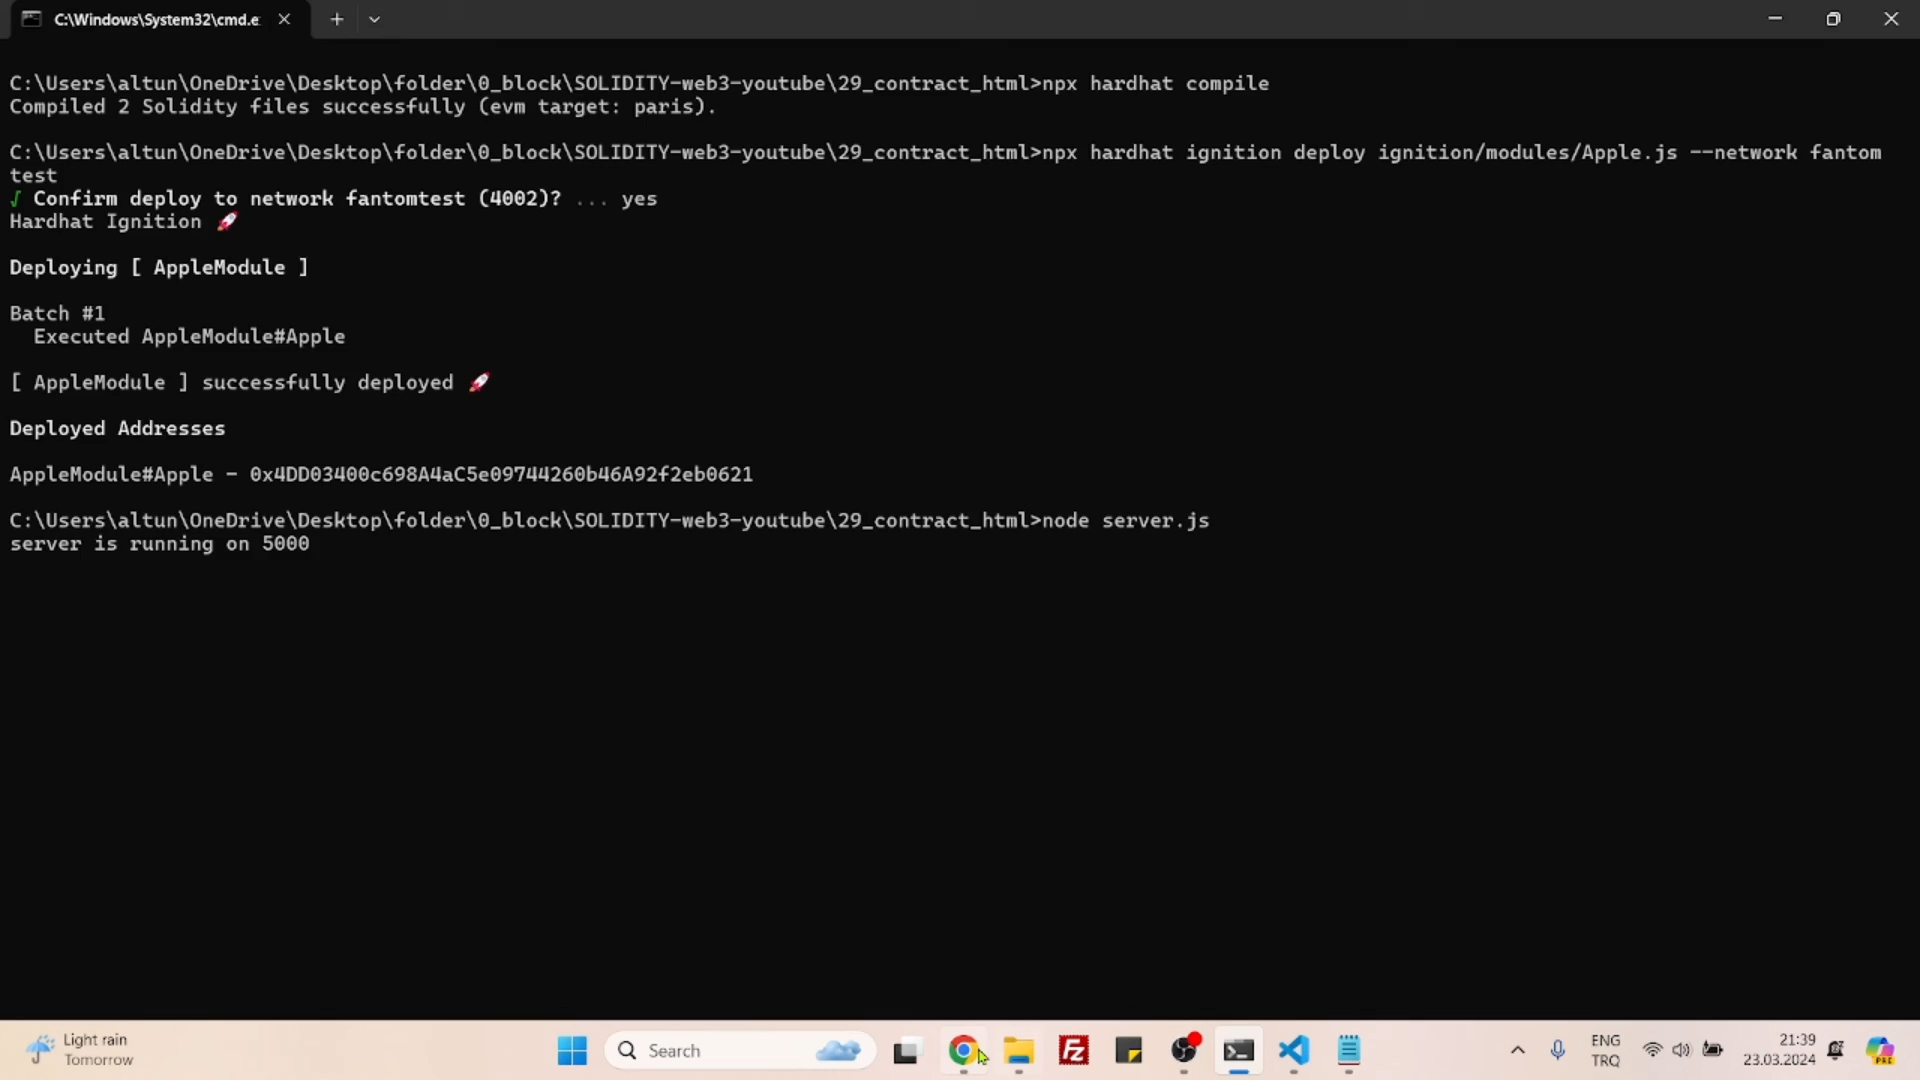 C:\Windows\System32\cmd.e
C:\Users\altun\OneDrive\Desktop\folder\0_block\SOLIDITY-web3-youtube\29_contract_html>npx hardhat compile
Compiled 2 Solidity files successfully (evm target: paris).
C:\Users\altun\OneDrive\Desktop\folder\0_block\SOLIDITY-web3-youtube\29_contract_html>npx hardhat ignition deploy ignition/modules/Apple.js --network fantom
test
√ Confirm deploy to network fantomtest (4002)? ... yes
Hardhat Ignition 🚀
Deploying [ AppleModule ]
Batch #1
Executed AppleModule#Apple
[ AppleModule ] successfully deployed 🚀
Deployed Addresses
AppleModule#Apple - 0x4DD03400c698A4aC5e09744260b46A92f2eb0621
C:\Users\altun\OneDrive\Desktop\folder\0_block\SOLIDITY-web3-youtube\29_contract_html>node server.js
server is running on 5000
Light rain
Tomorrow
Search
Fz
ENG
TRQ
21:39
23.03.2024
PRE